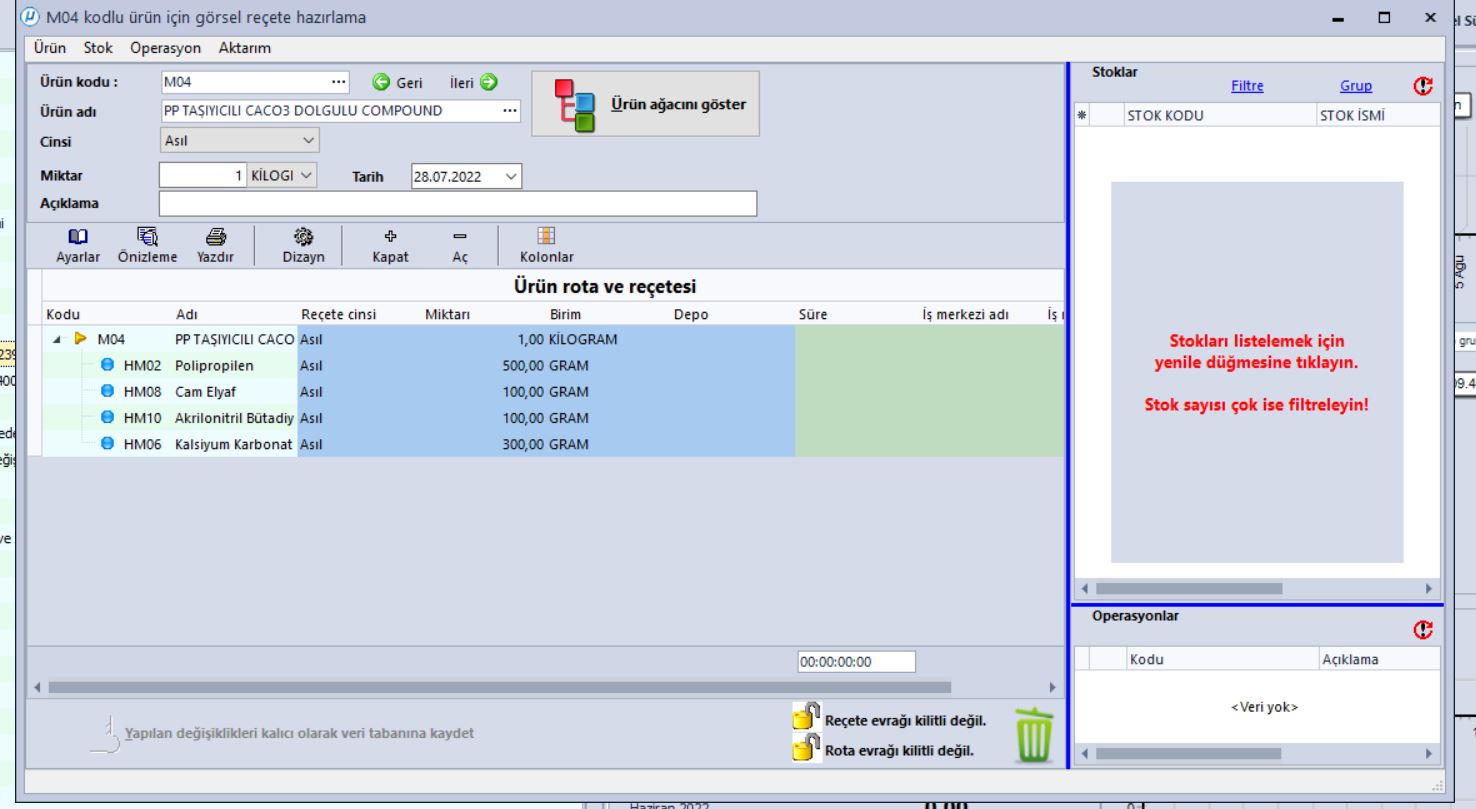 M04 kodlu ürün için görsel reçete hazırlama
Ürün Stok Operasyon Aktarım
Ürün kodu : M04 ... Geri İleri
Ürün adı PP TAŞIYICILI CACO3 DOLGULU COMPOUND ...
Ürün ağacını göster
Cinsi Asıl
Miktar 1 KİLOGI Tarih 28.07.2022
Açıklama
Ayarlar Önizleme Yazdır Dizayn Kapat Aç Kolonlar
Ürün rota ve reçetesi
Kodu Adı Reçete cinsi Miktarı Birim Depo Süre İş merkezi adı
M04 PP TAŞIYICILI CACO Asıl 1,00 KİLOGRAM
HM02 Polipropilen Asıl 500,00 GRAM
HM08 Cam Elyaf Asıl 100,00 GRAM
HM10 Akrilonitril Bütadiy Asıl 100,00 GRAM
HM06 Kalsiyum Karbonat Asıl 300,00 GRAM
00:00:00:00
Yapılan değişiklikleri kalıcı olarak veri tabanına kaydet
Reçete evrağı kilitli değil.
Rota evrağı kilitli değil.
Stoklar
Filtre Grup
STOK KODU STOK İSMİ
Stokları listelemek için
yenile düğmesine tıklayın.
Stok sayısı çok ise filtreleyin!
Operasyonlar
Kodu Açıklama
<Veri yok>
5 Ağu
Haziran 2022 0,00